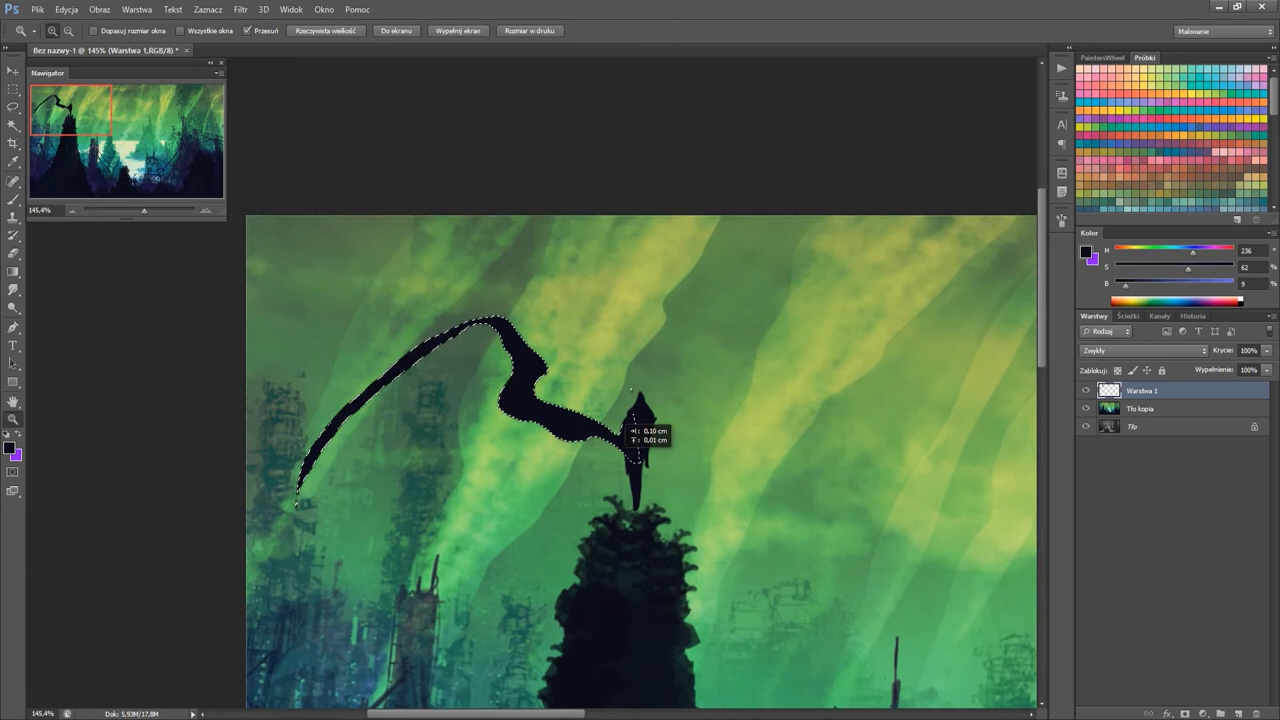 Ps Plik Edycja Obraz Warstwa Tekst Zaznacz Filtr 3D Widok Okno Pomoc
Dopasuj rozmiar okna Wszystkie okna Przesuń Rzeczywista wielkość Do ekranu Wypełnij ekran Rozmiar w druku Malowanie
Bez nazwy-1 @ 145% (Warstwa 1,RGB/8) * ×
Nawigator
145,4%
0,10 cm
0,01 cm
PaintersWheel Próbki
Kolor
H 236 °
S 62 %
B 9 %
Warstwy Ścieżki Kanały Historia
Rodzaj
Zwykły Krycie: 100%
Zablokuj: Wypełnienie: 100%
Warstwa 1
Tło kopia
Tło
145,4% Dok: 5,93M/17,8M